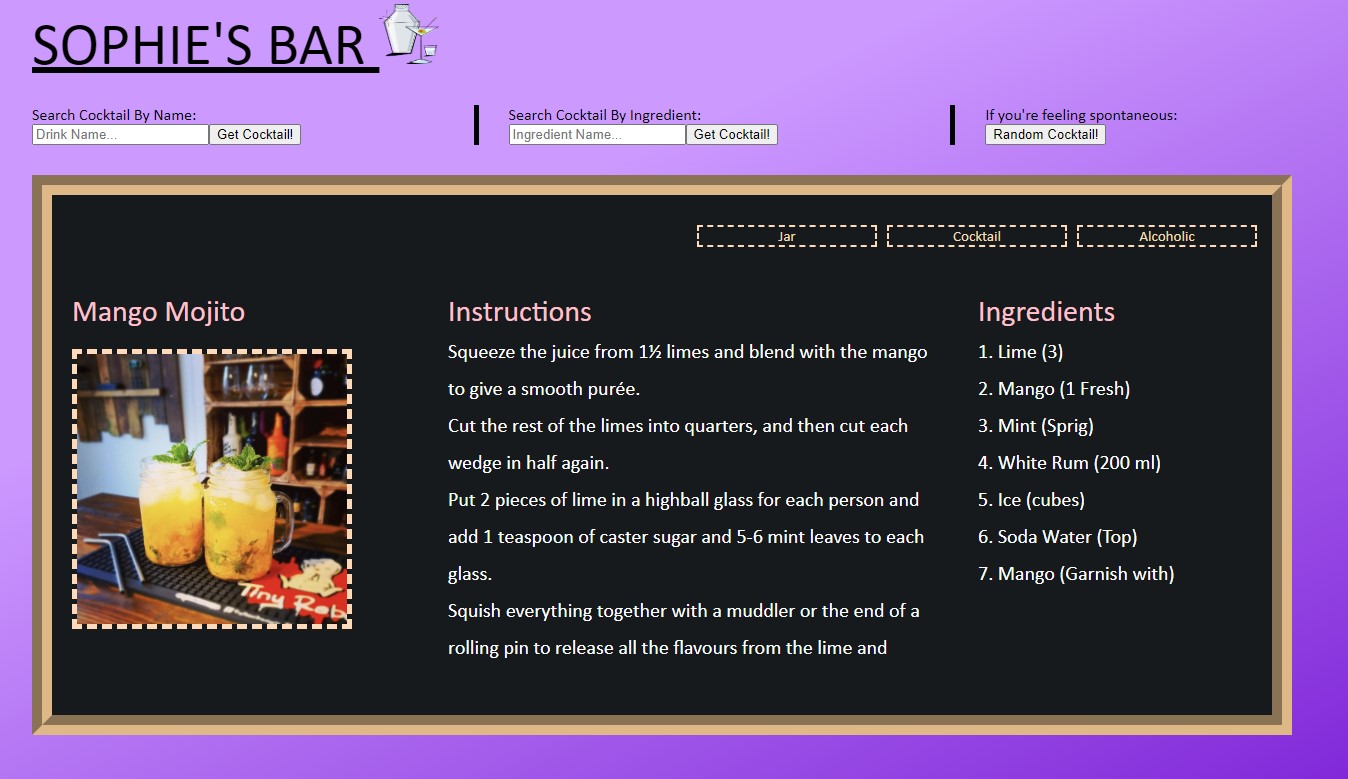 SOPHIE'S BAR
Search Cocktail By Name:
Drink Name...
Get Cocktail!
Search Cocktail By Ingredient:
Ingredient Name...
Get Cocktail!
If you're feeling spontaneous:
Random Cocktail!
Jar
Cocktail
Alcoholic
Mango Mojito
Tiny Reb
Instructions
Squeeze the juice from 1½ limes and blend with the mango
to give a smooth purée.
Cut the rest of the limes into quarters, and then cut each
wedge in half again.
Put 2 pieces of lime in a highball glass for each person and
add 1 teaspoon of caster sugar and 5-6 mint leaves to each
glass.
Squish everything together with a muddler or the end of a
rolling pin to release all the flavours from the lime and
Ingredients
1. Lime (3)
2. Mango (1 Fresh)
3. Mint (Sprig)
4. White Rum (200 ml)
5. Ice (cubes)
6. Soda Water (Top)
7. Mango (Garnish with)